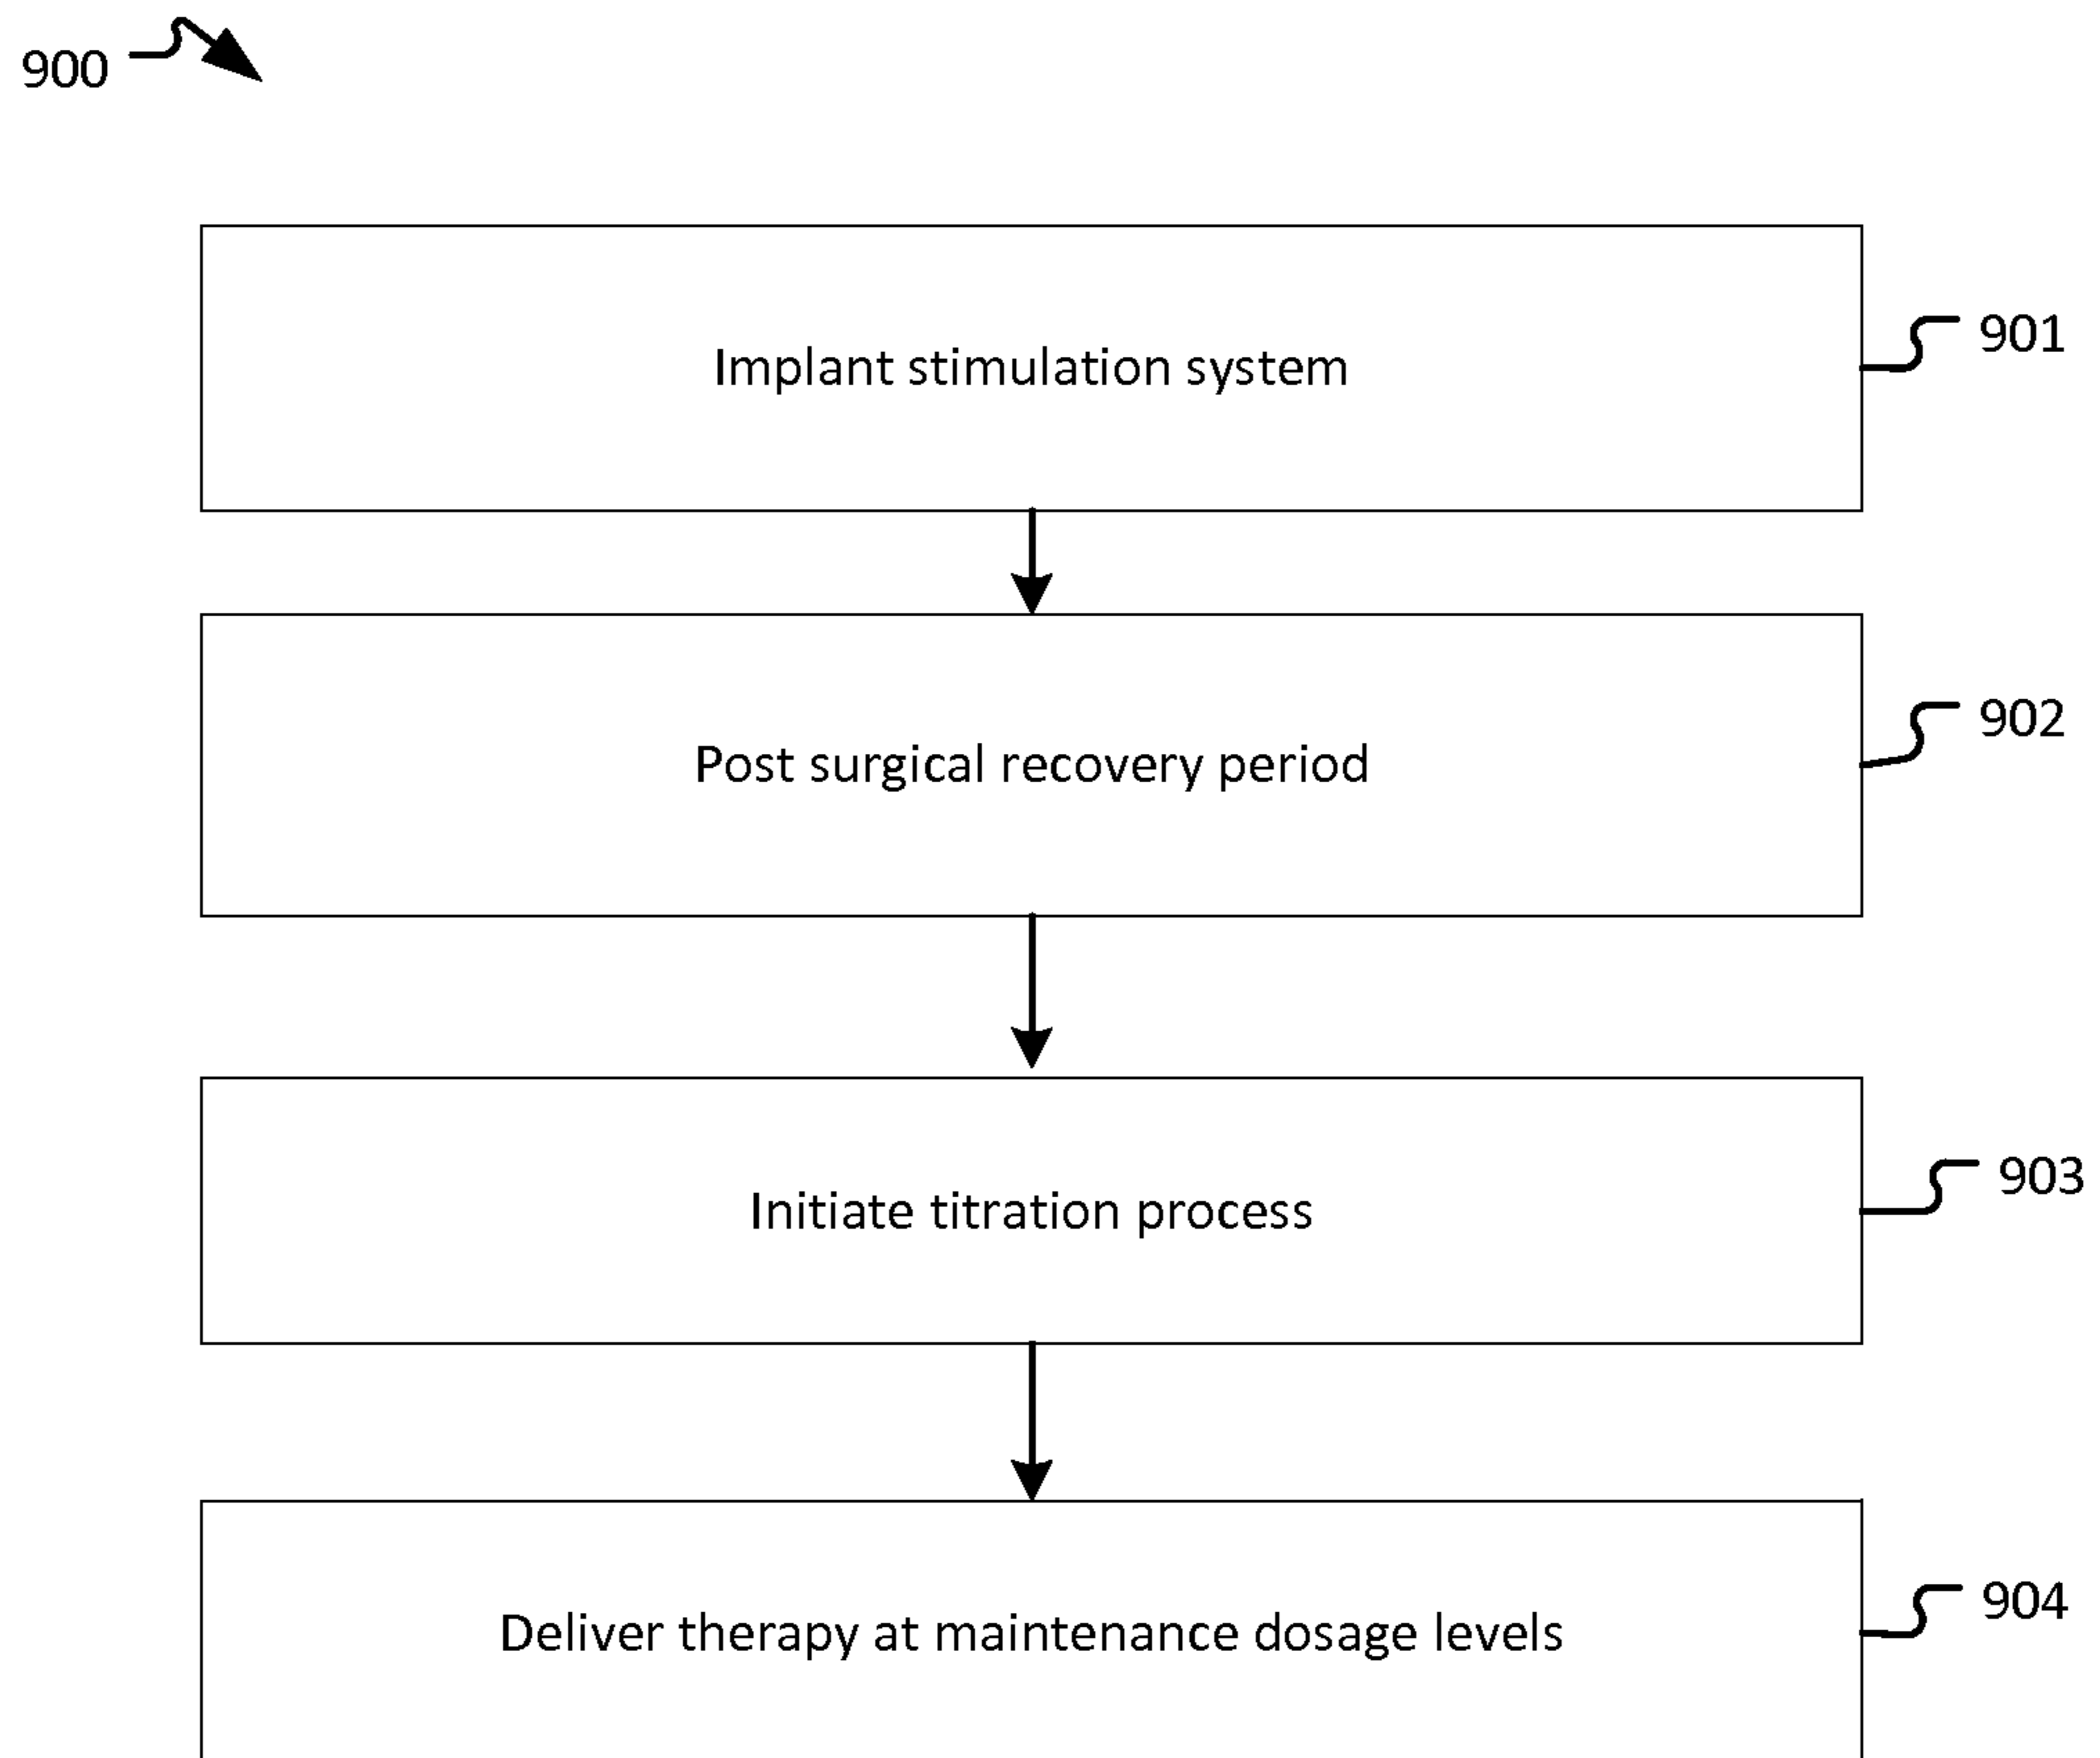 900
Implant stimulation system
901
Post surgical recovery period
902
Initiate titration process
903
Deliver therapy at maintenance dosage levels
904